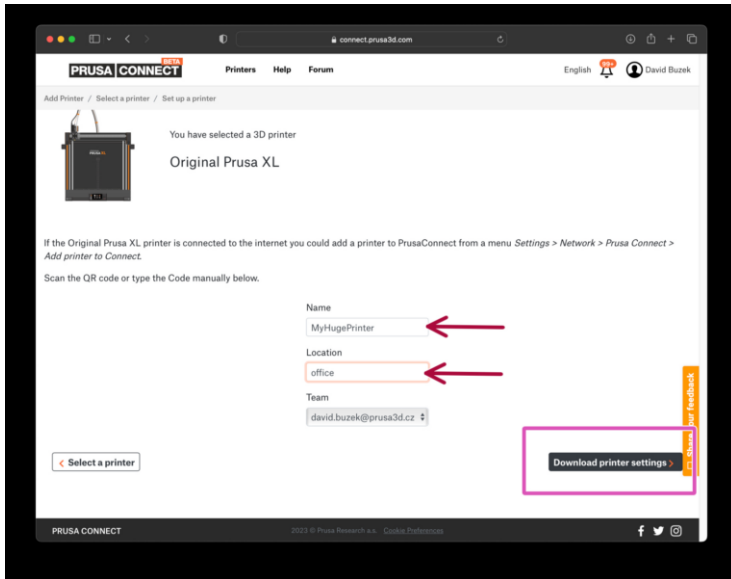 connect.prusa3d.com
PRUSA CONNECT BETA
Printers Help Forum
English 99+ David Buzek
Add Printer / Select a printer / Set up a printer
You have selected a 3D printer
Original Prusa XL
If the Original Prusa XL printer is connected to the internet you could add a printer to PrusaConnect from a menu Settings > Network > Prusa Connect >
Add printer to Connect.
Scan the QR code or type the Code manually below.
Name
MyHugePrinter
Location
office
Team
david.buzek@prusa3d.cz
Share your feedback
< Select a printer
Download printer settings >
PRUSA CONNECT
2023 © Prusa Research a.s. Cookie Preferences